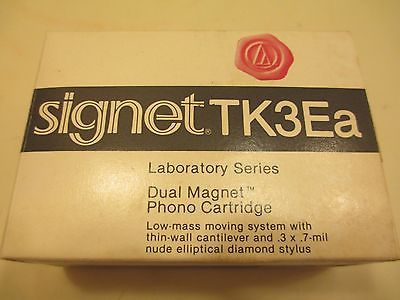 signet® TK3Ea
Laboratory Series
Dual Magnet™
Phono Cartridge
Low-mass moving system with
thin-wall cantilever and .3 x .7-mil
nude elliptical diamond stylus